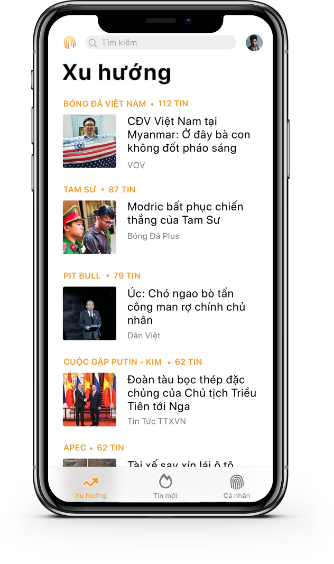 Tìm kiếm
Xu hướng
BÓNG ĐÁ VIỆT NAM • 112 TIN
CĐV Việt Nam tại
Myanmar: Ở đây bà con
không đốt pháo sáng
VOV
TAM SƯ • 87 TIN
Modric bất phục chiến
thắng của Tam Sư
Bóng Đá Plus
PIT BULL • 79 TIN
Úc: Chó ngao bò tấn
công man rợ chính chủ
nhân
Dân Việt
CUỘC GẶP PUTIN - KIM • 62 TIN
Đoàn tàu bọc thép đặc
chủng của Chủ tịch Triều
Tiên tới Nga
Tin Tức TTXVN
APEC • 62 TIN
Tài xế say xỉn lái ô tô
Xu hướng
Tin mới
Cá nhân